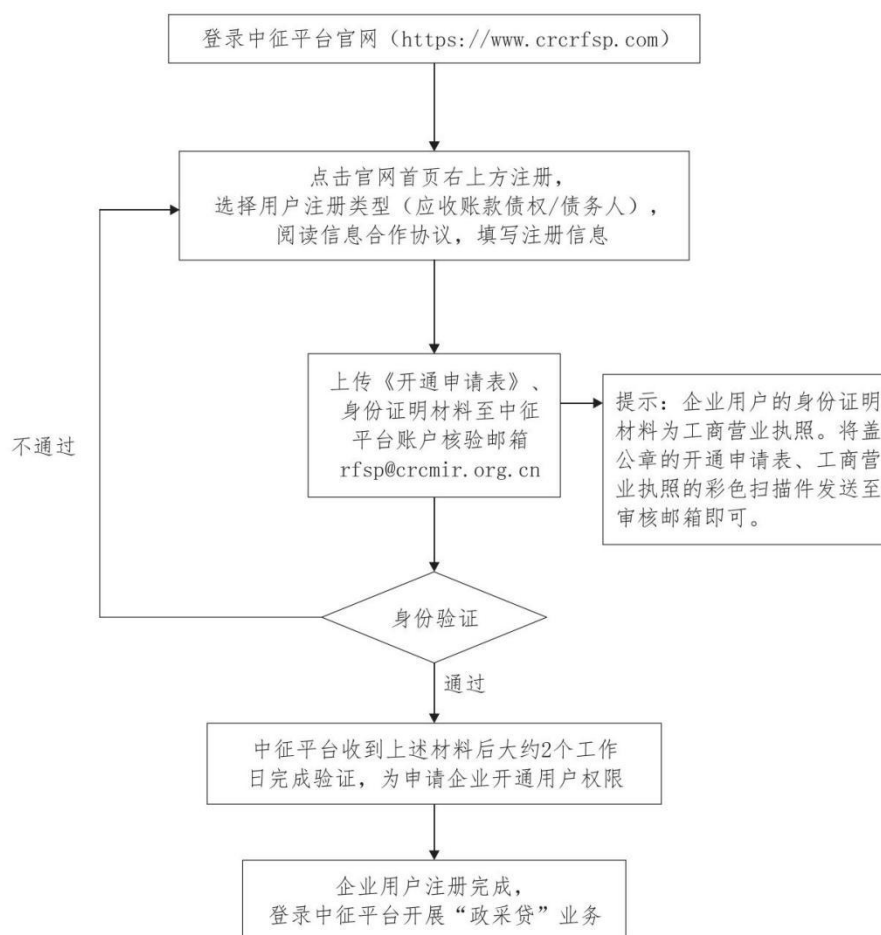 登录中征平台官网（https://www.crcrfsp.com）
点击官网首页右上方注册，
选择用户注册类型（应收账款债权/债务人），
阅读信息合作协议，填写注册信息
上传《开通申请表》、
身份证明材料至中征
平台账户核验邮箱
rfsp@crcmir.org.cn
提示：企业用户的身份证明
材料为工商营业执照。将盖
公章的开通申请表、工商营
业执照的彩色扫描件发送至
审核邮箱即可。
不通过
身份验证
通过
中征平台收到上述材料后大约2个工作
日完成验证，为申请企业开通用户权限
企业用户注册完成，
登录中征平台开展“政采贷”业务